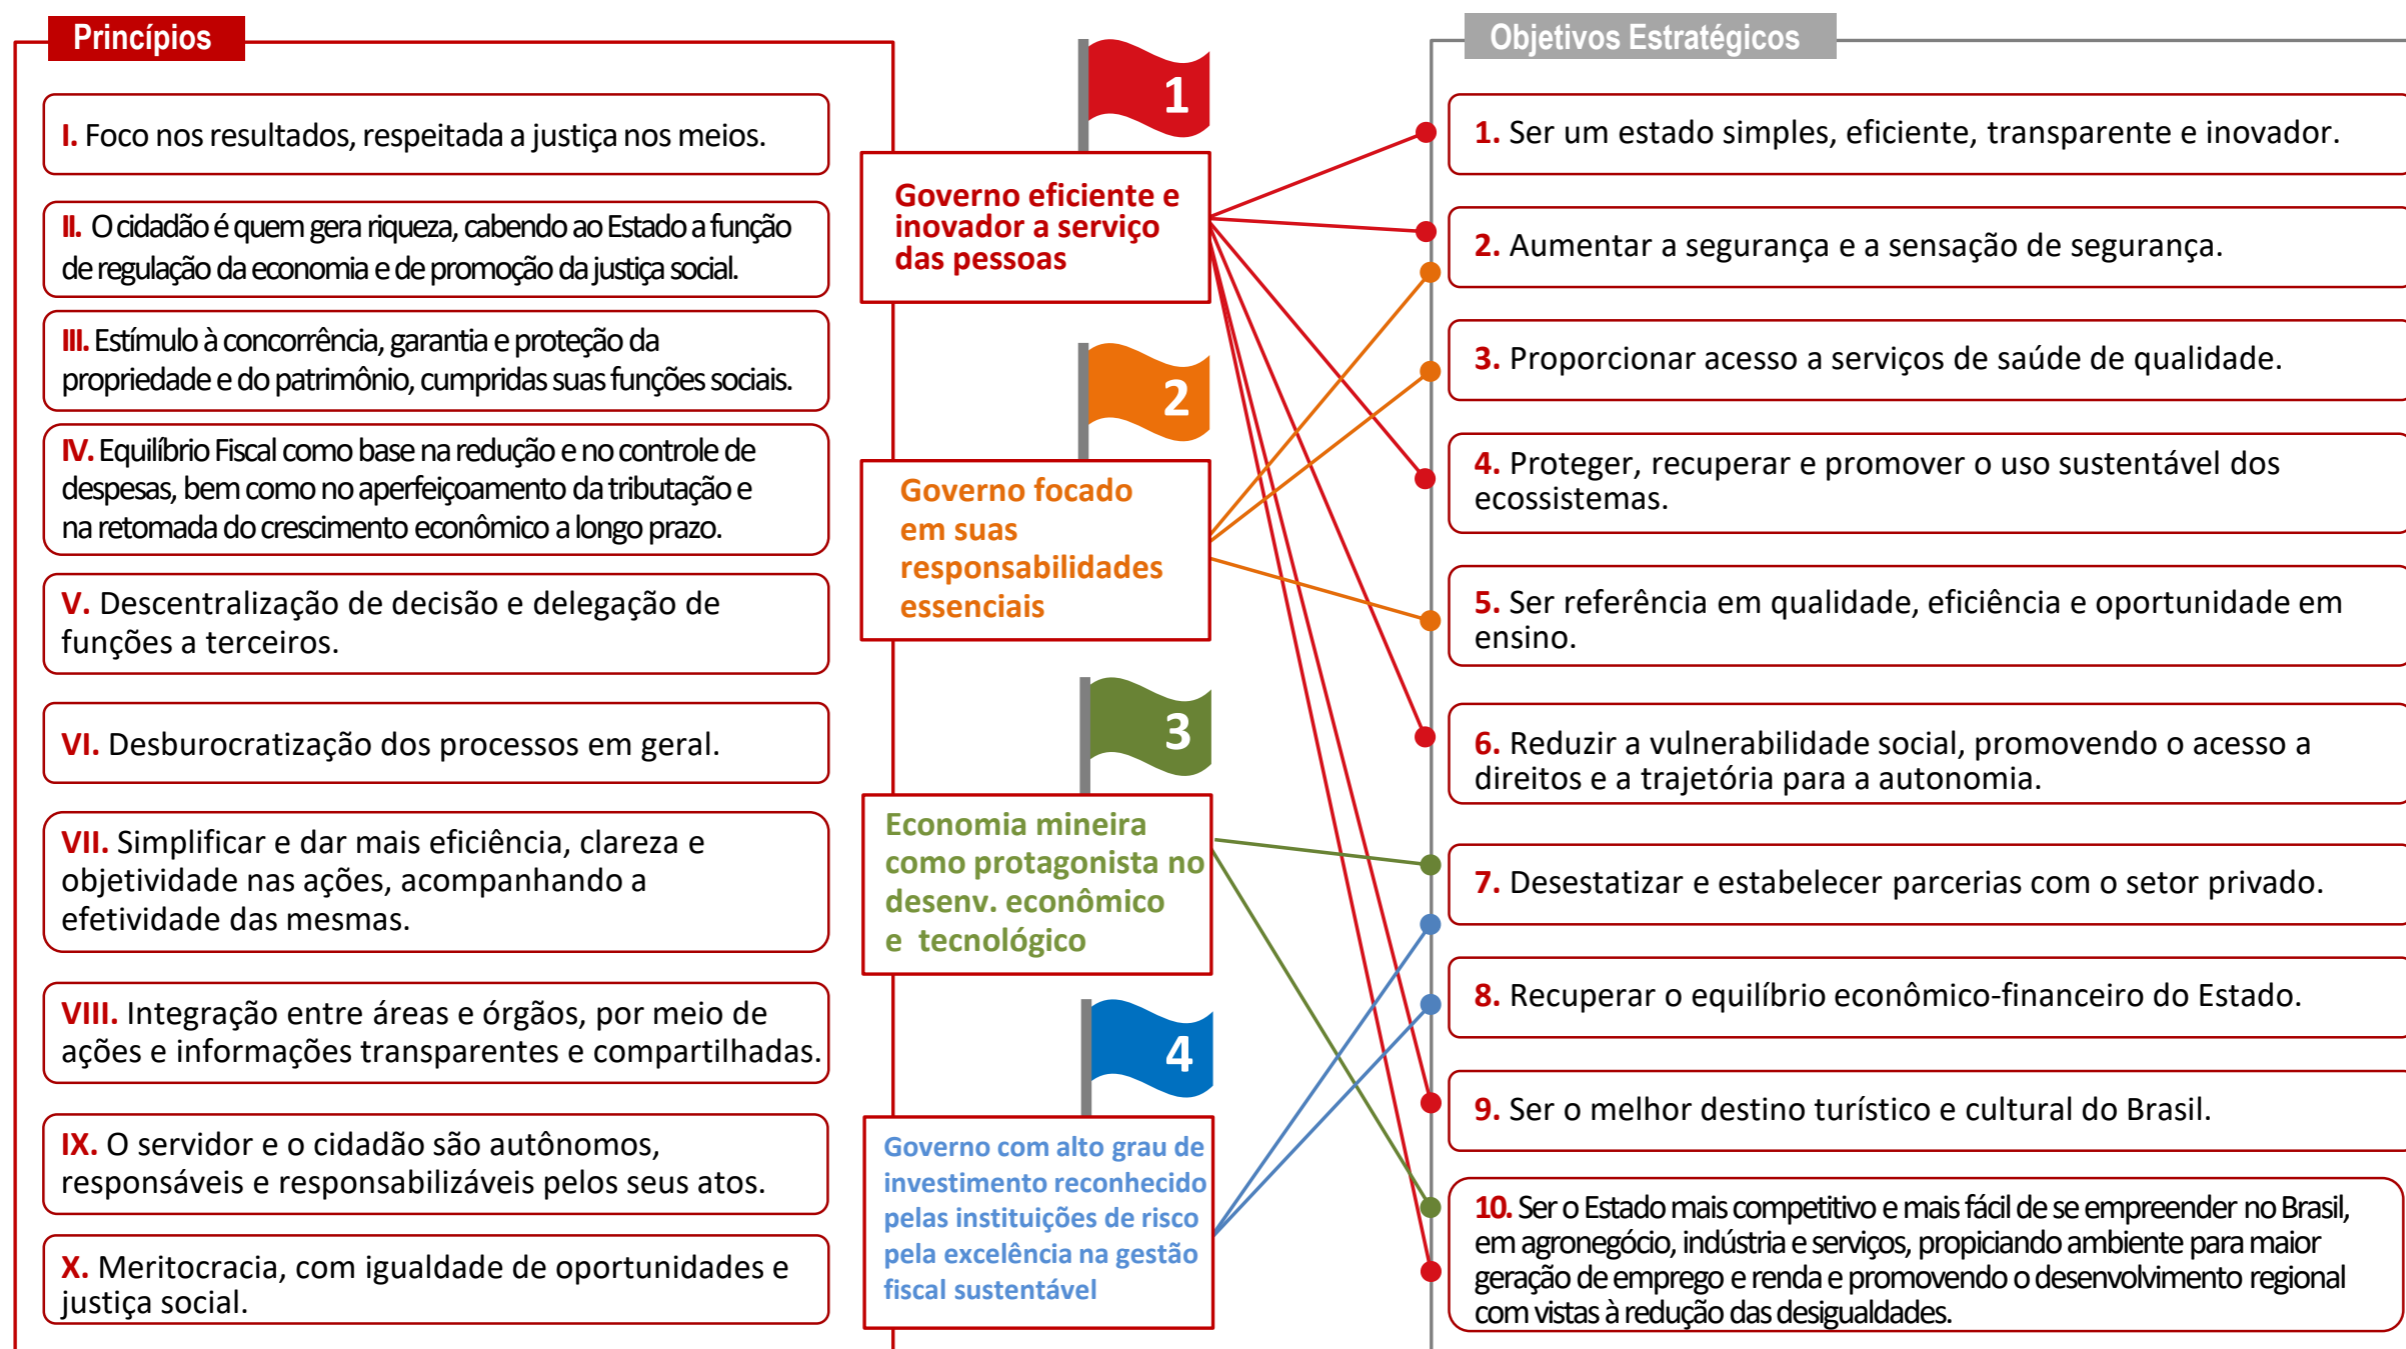 Princípios
I. Foco nos resultados, respeitada a justiça nos meios.
II. O cidadão é quem gera riqueza, cabendo ao Estado a função
de regulação da economia e de promoção da justiça social.
III. Estímulo à concorrência, garantia e proteção da
propriedade e do patrimônio, cumpridas suas funções sociais.
IV. Equilíbrio Fiscal como base na redução e no controle de
despesas, bem como no aperfeiçoamento da tributação e
na retomada do crescimento econômico a longo prazo.
V. Descentralização de decisão e delegação de
funções a terceiros.
VI. Desburocratização dos processos em geral.
VII. Simplificar e dar mais eficiência, clareza e
objetividade nas ações, acompanhando a
efetividade das mesmas.
VIII. Integração entre áreas e órgãos, por meio de
ações e informações transparentes e compartilhadas.
IX. O servidor e o cidadão são autônomos,
responsáveis e responsabilizáveis pelos seus atos.
X. Meritocracia, com igualdade de oportunidades e
justiça social.
1
Governo eficiente e
inovador a serviço
das pessoas
2
Governo focado
em suas
responsabilidades
essenciais
3
Economia mineira
como protagonista no
desenv. econômico
e tecnológico
4
Governo com alto grau de
investimento reconhecido
pelas instituições de risco
pela excelência na gestão
fiscal sustentável
Objetivos Estratégicos
1. Ser um estado simples, eficiente, transparente e inovador.
2. Aumentar a segurança e a sensação de segurança.
3. Proporcionar acesso a serviços de saúde de qualidade.
4. Proteger, recuperar e promover o uso sustentável dos
ecossistemas.
5. Ser referência em qualidade, eficiência e oportunidade em
ensino.
6. Reduzir a vulnerabilidade social, promovendo o acesso a
direitos e a trajetória para a autonomia.
7. Desestatizar e estabelecer parcerias com o setor privado.
8. Recuperar o equilíbrio econômico-financeiro do Estado.
9. Ser o melhor destino turístico e cultural do Brasil.
10. Ser o Estado mais competitivo e mais fácil de se empreender no Brasil,
em agronegócio, indústria e serviços, propiciando ambiente para maior
geração de emprego e renda e promovendo o desenvolvimento regional
com vistas à redução das desigualdades.